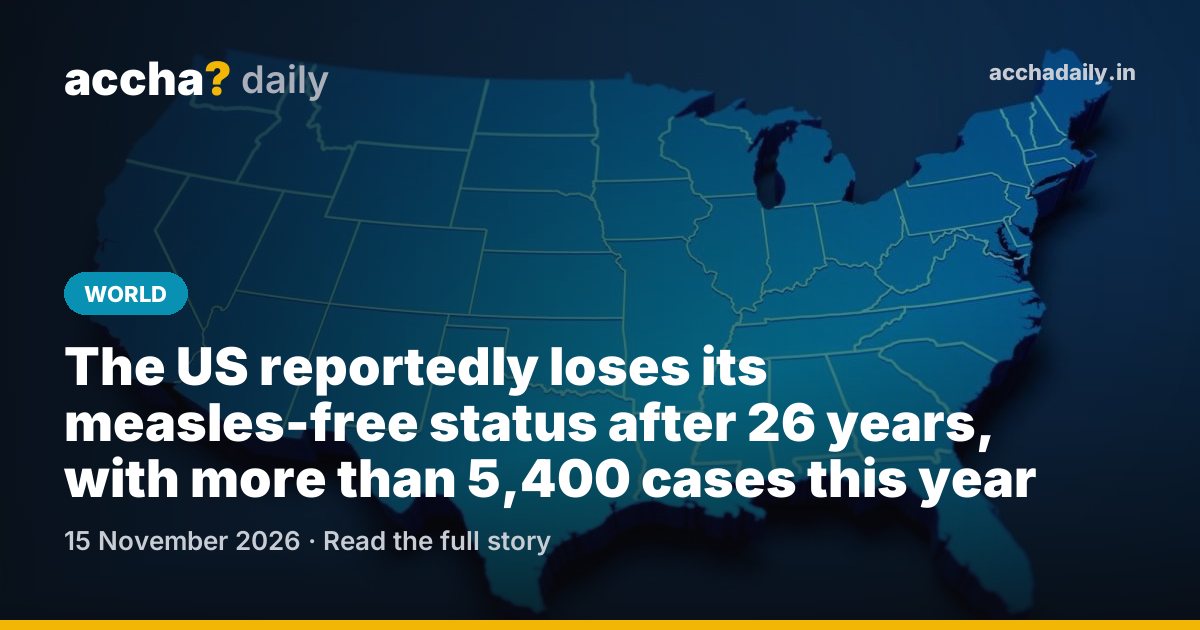 accha? daily
acchadaily.in
WORLD
The US reportedly loses its
measles-free status after 26 years,
with more than 5,400 cases this year
15 November 2026 · Read the full story